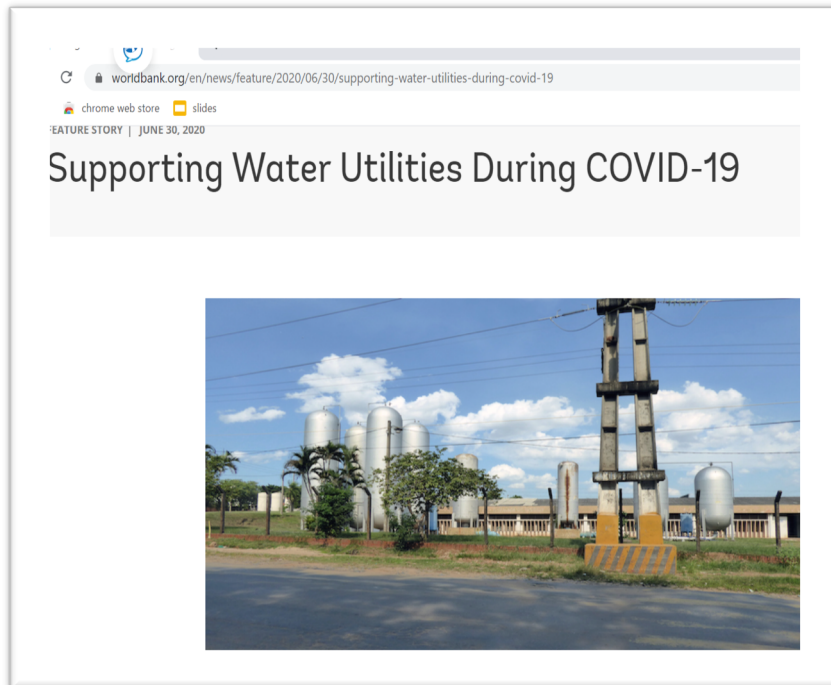 worldbank.org/en/news/feature/2020/06/30/supporting-water-utilities-during-covid-19
chrome web store slides
FEATURE STORY | JUNE 30, 2020
Supporting Water Utilities During COVID-19